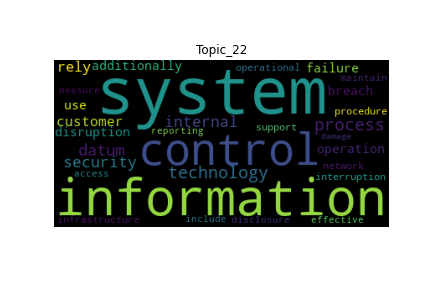 Topic_22
rely additionally operational failure
maintain
measure system breach
use procedure
customer internal process
disruption reporting support damage
datum control operation
security technology network
access interruption
information
infrastructure include disclosure effective